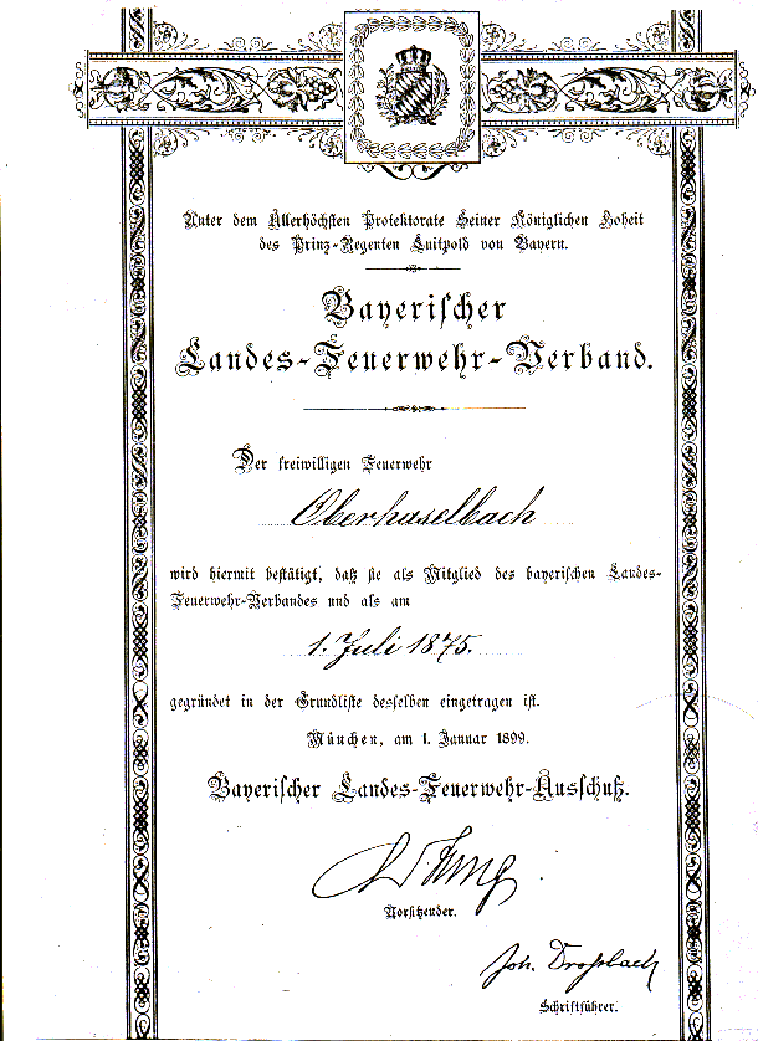 Unter dem Allerhöchsten Protektorate Seiner Königlichen Hoheit
des Prinz-Regenten Luitpold von Bayern.
Bayerischer
Landes-Feuerwehr-Verband.
Der freiwilligen Feuerwehr
Oberhaselbach
wird hiermit bestätigt, daß sie als Mitglied des bayerischen Landes-
Feuerwehr-Verbandes und als am
1. Juli 1875.
gegründet in der Grundliste desselben eingetragen ist.
München, am 1. Januar 1899.
Bayerischer Landes-Feuerwehr-Ausschuß.
Vorsitzender.
Joh.
Schriftführer.